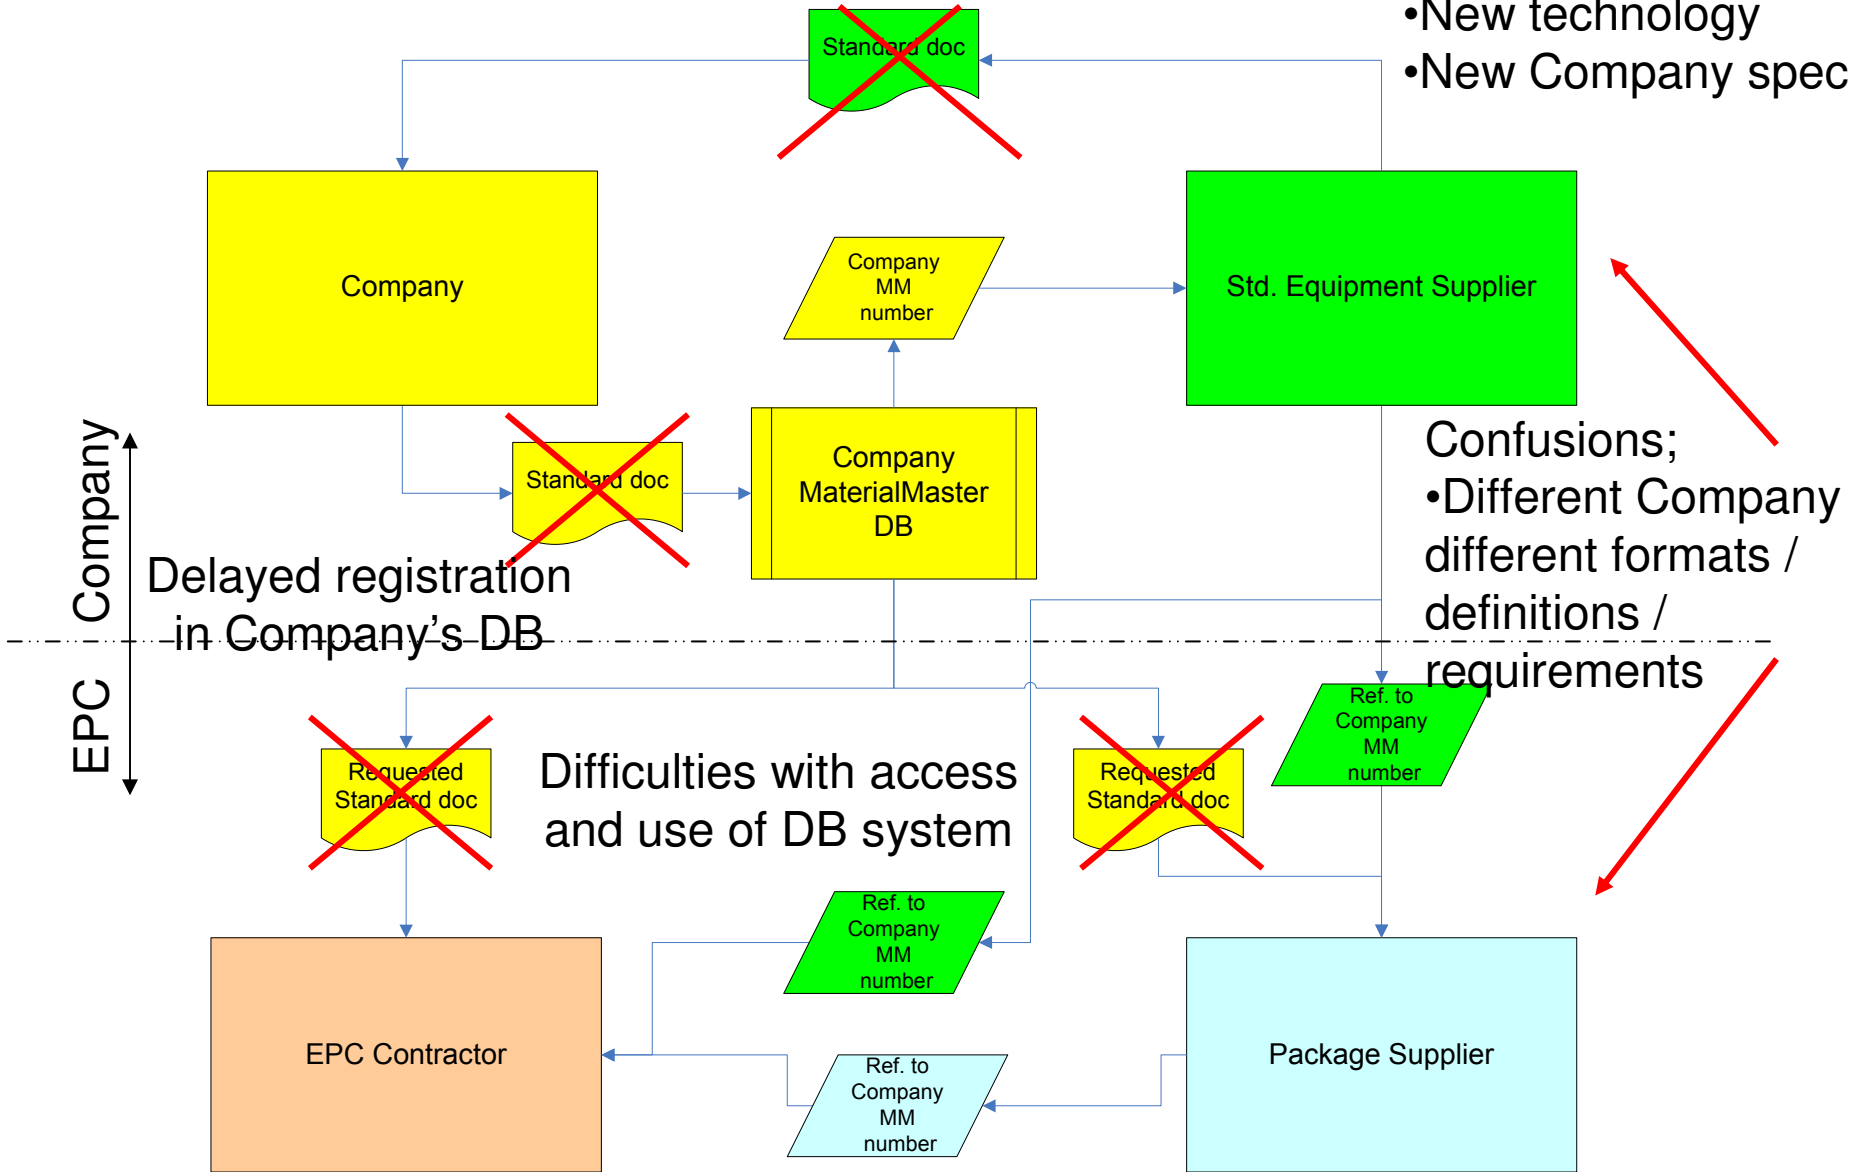 •New technology
•New Company spec
Standard doc
Company
Company
MM
number
Std. Equipment Supplier
Company
Standard doc
Company
MaterialMaster
DB
Confusions;
•Different Company
different formats /
definitions /
requirements
Delayed registration
in Company’s DB
EPC
Requested
Standard doc
Difficulties with access
and use of DB system
Requested
Standard doc
Ref. to
Company
MM
number
Ref. to
Company
MM
number
EPC Contractor
Ref. to
Company
MM
number
Package Supplier